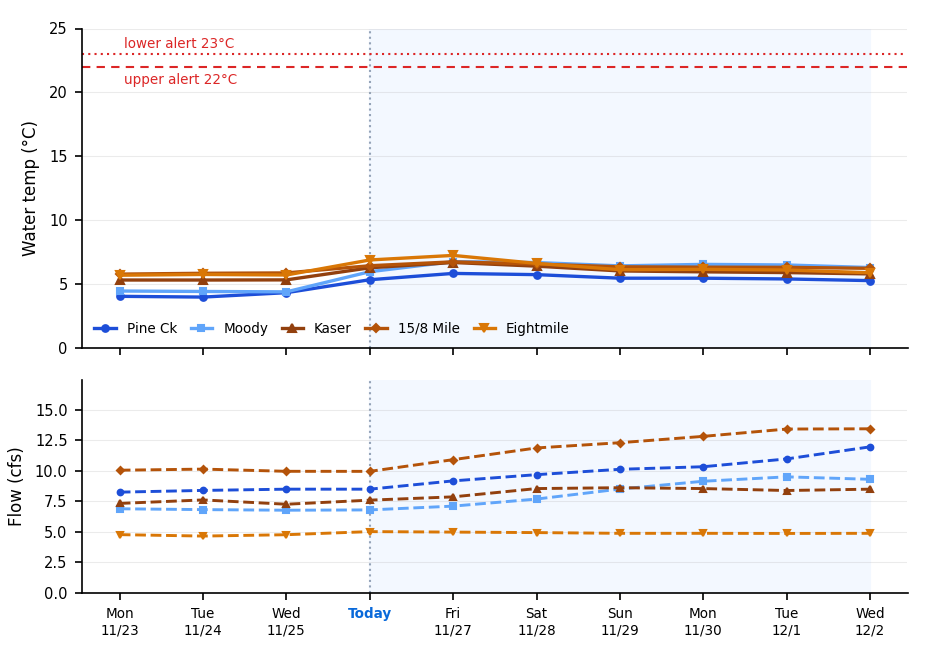 25
lower alert 23°C
upper alert 22°C
20
15
10
5
0
Water temp (°C)
Pine Ck Moody Kaser 15/8 Mile Eightmile
15.0
12.5
10.0
7.5
5.0
2.5
0.0
Flow (cfs)
Mon Tue Wed Today Fri Sat Sun Mon Tue Wed
11/23 11/24 11/25 11/27 11/28 11/29 11/30 12/1 12/2